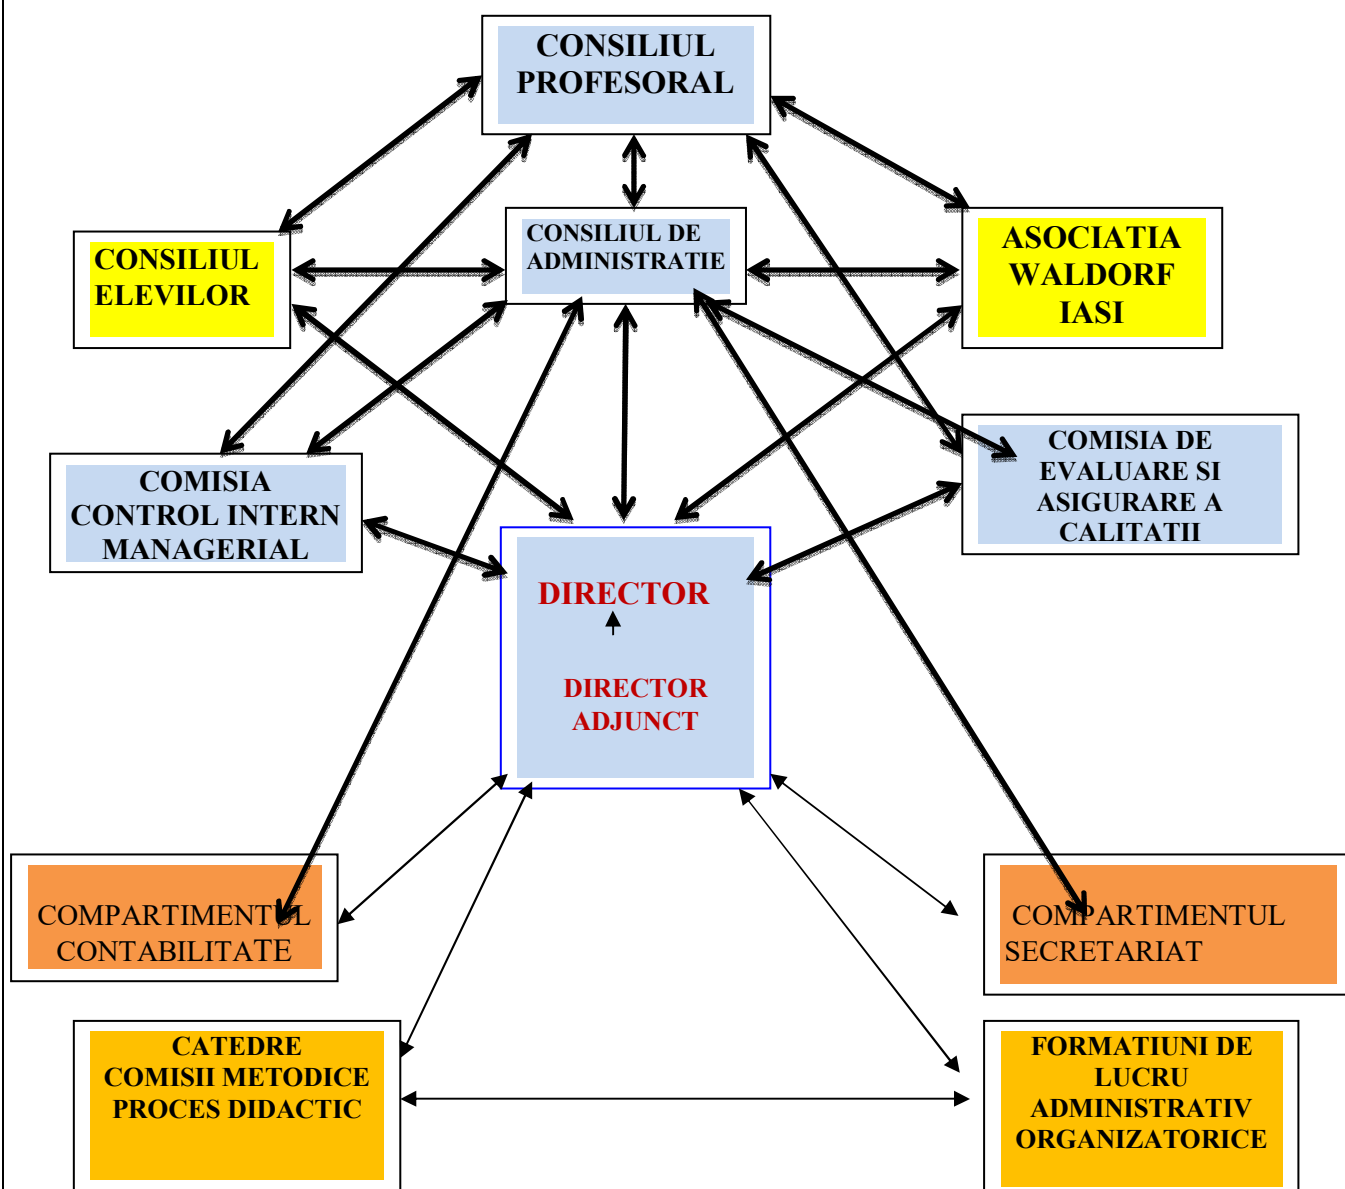 CONSILIUL
PROFESORAL
CONSILIUL DE
ADMINISTRATIE
CONSILIUL
ELEVILOR
ASOCIATIA
WALDORF
IASI
COMISIA
CONTROL INTERN
MANAGERIAL
COMISIA DE
EVALUARE SI
ASIGURARE A
CALITATII
DIRECTOR
DIRECTOR
ADJUNCT
COMPARTIMENTUL
CONTABILITATE
COMPARTIMENTUL
SECRETARIAT
CATEDRE
COMISII METODICE
PROCES DIDACTIC
FORMATIUNI DE
LUCRU
ADMINISTRATIV
ORGANIZATORICE